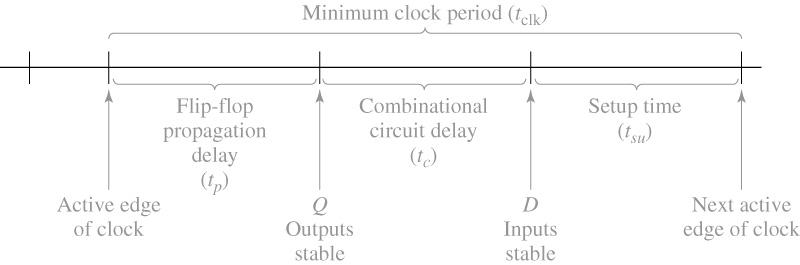 Minimum clock period (t_clk)
Flip-flop
propagation
delay
(t_p)
Combinational
circuit delay
(t_c)
Setup time
(t_su)
Active edge
of clock
Q
Outputs
stable
D
Inputs
stable
Next active
edge of clock